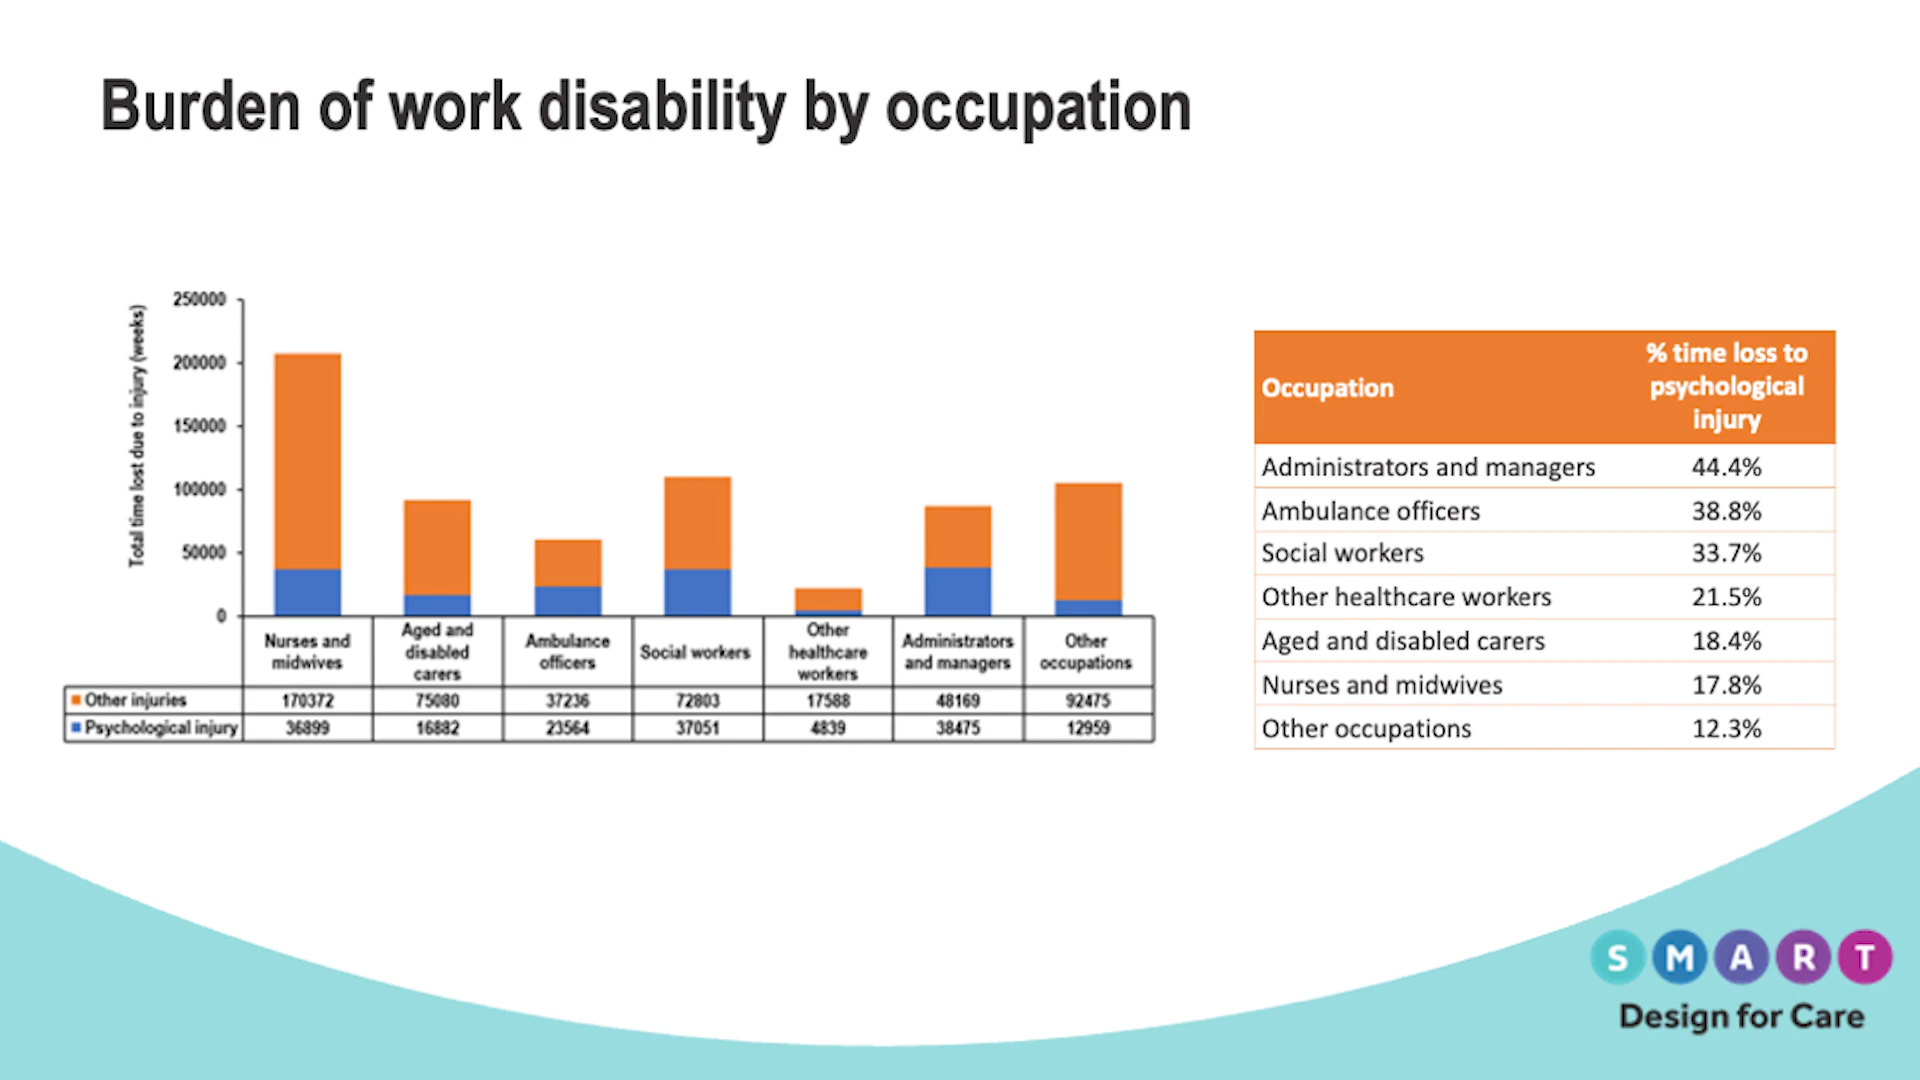 Burden of work disability by occupation
Total time lost due to injury (weeks)
250000
200000
150000
100000
50000
0
Nurses and
midwives
Aged and
disabled
carers
Ambulance
officers
Social workers
Other
healthcare
workers
Administrators
and managers
Other
occupations
Other injuries 170372 75080 37236 72803 17588 48169 92475
Psychological injury 36899 16882 23564 37051 4839 38475 12959
Occupation
% time loss to
psychological
injury
Administrators and managers 44.4%
Ambulance officers 38.8%
Social workers 33.7%
Other healthcare workers 21.5%
Aged and disabled carers 18.4%
Nurses and midwives 17.8%
Other occupations 12.3%
SMART
Design for Care